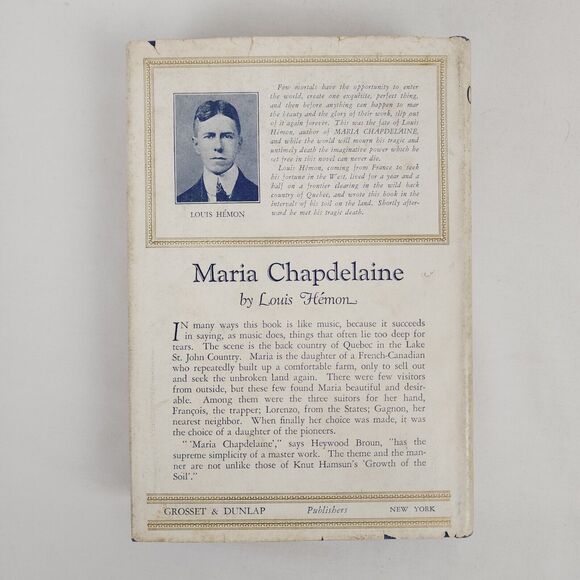 Few mortals have the opportunity to enter
the world, create one exquisite, perfect thing,
and then before anything can happen to mar
the beauty and the glory of their work, slip out
of it again forever. This was the fate of Louis
Hémon, author of MARIA CHAPDELAINE,
and while the world will mourn his tragic and
untimely death the imaginative power which he
set free in this novel can never die.
Louis Hémon, coming from France to seek
his fortune in the West, lived for a year and a
half on a frontier clearing in the wild back
country of Quebec, and wrote this book in the
intervals of his toil on the land. Shortly after-
ward he met his tragic death.
LOUIS HÉMON
Maria Chapdelaine
by Louis Hémon
IN many ways this book is like music, because it succeeds
in saying, as music does, things that often lie too deep for
tears. The scene is the back country of Quebec in the Lake
St. John Country. Maria is the daughter of a French-Canadian
who repeatedly built up a comfortable farm, only to sell out
and seek the unbroken land again. There were few visitors
from outside, but these few found Maria beautiful and desir-
able. Among them were the three suitors for her hand,
François, the trapper; Lorenzo, from the States; Gagnon, her
nearest neighbor. When finally her choice was made, it was
the choice of a daughter of the pioneers.
"'Maria Chapdelaine'," says Heywood Broun, "has the
supreme simplicity of a master work. The theme and the man-
ner are not unlike those of Knut Hamsun's 'Growth of the
Soil'."
GROSSET & DUNLAP Publishers NEW YORK